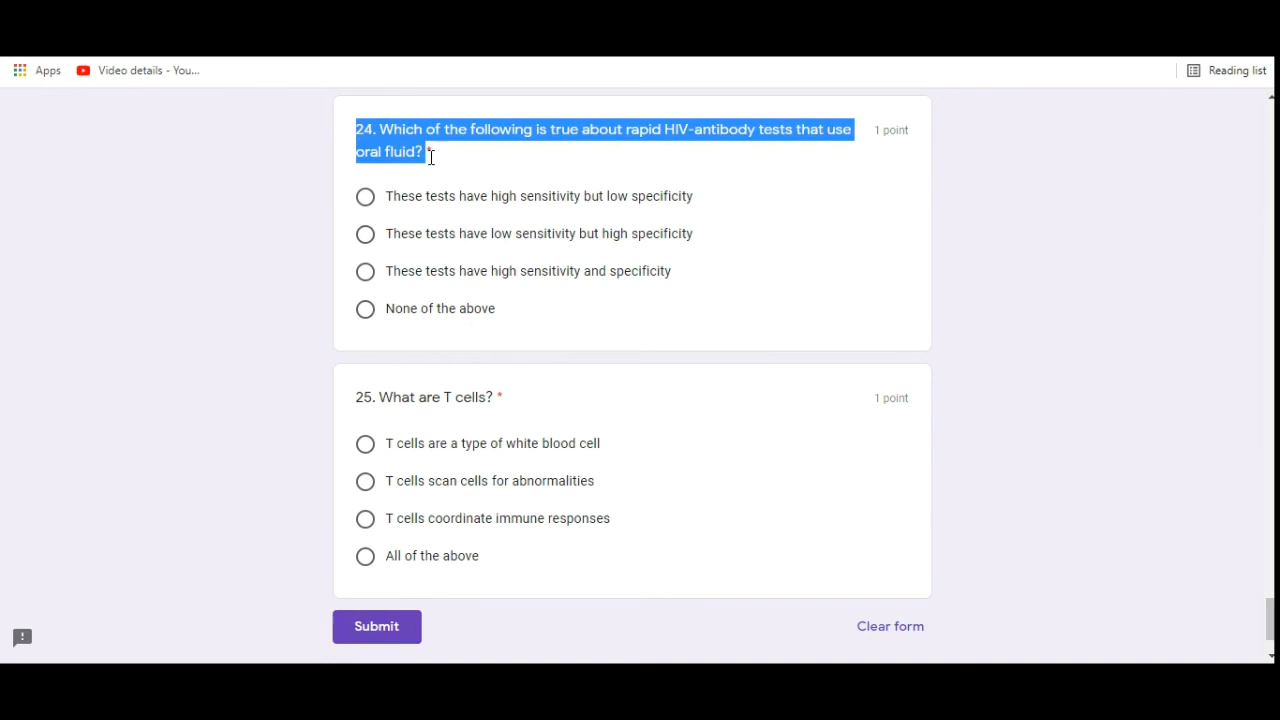 Apps Video details - You... Reading list
24. Which of the following is true about rapid HIV-antibody tests that use 1 point
oral fluid? *
These tests have high sensitivity but low specificity
These tests have low sensitivity but high specificity
These tests have high sensitivity and specificity
None of the above
25. What are T cells? * 1 point
T cells are a type of white blood cell
T cells scan cells for abnormalities
T cells coordinate immune responses
All of the above
Submit Clear form